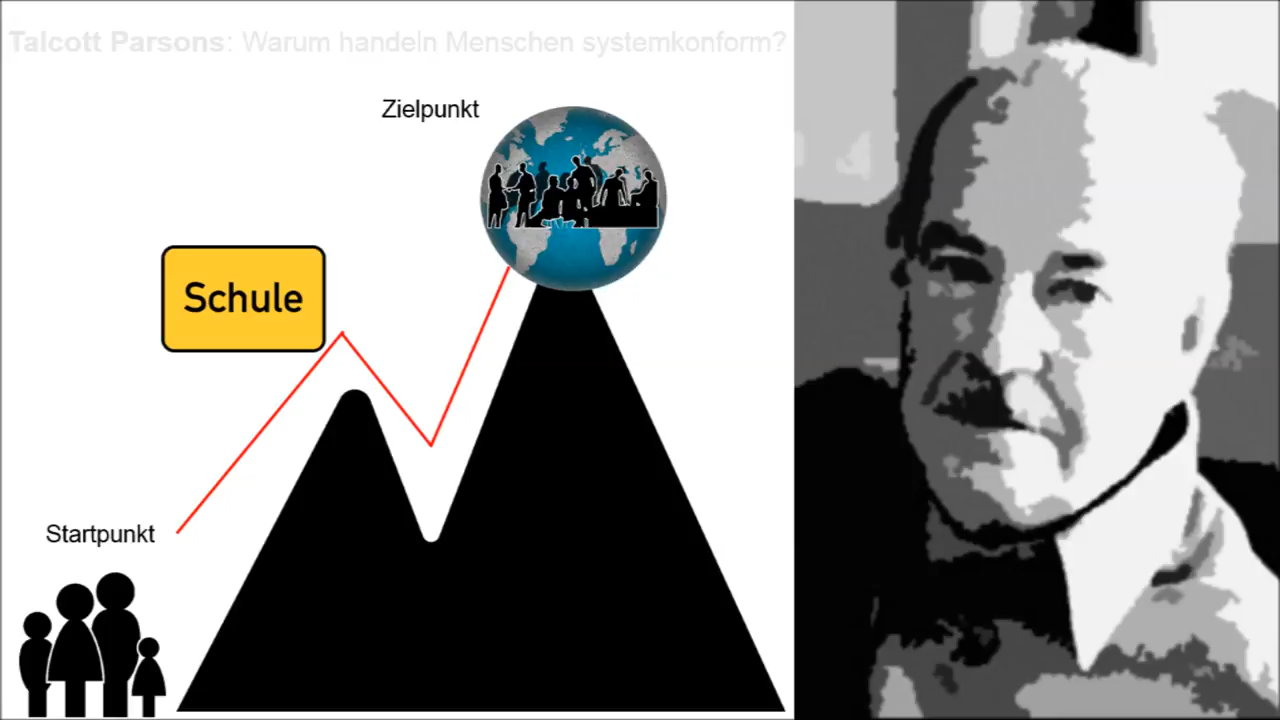 Talcott Parsons: Warum handeln Menschen systemkonform?
Zielpunkt
Schule
Startpunkt